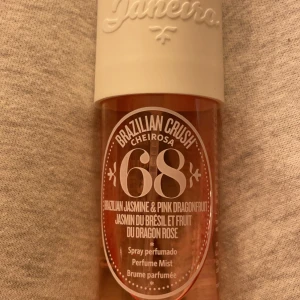 Janeiro
BRAZILIAN CRUSH
CHEIROSA
68
BRAZILIAN JASMINE & PINK DRAGONFRUIT
JASMIN DU BRÉSIL ET FRUIT
DU DRAGON ROSE
Spray perfumado
Perfume Mist
Brume parfumée